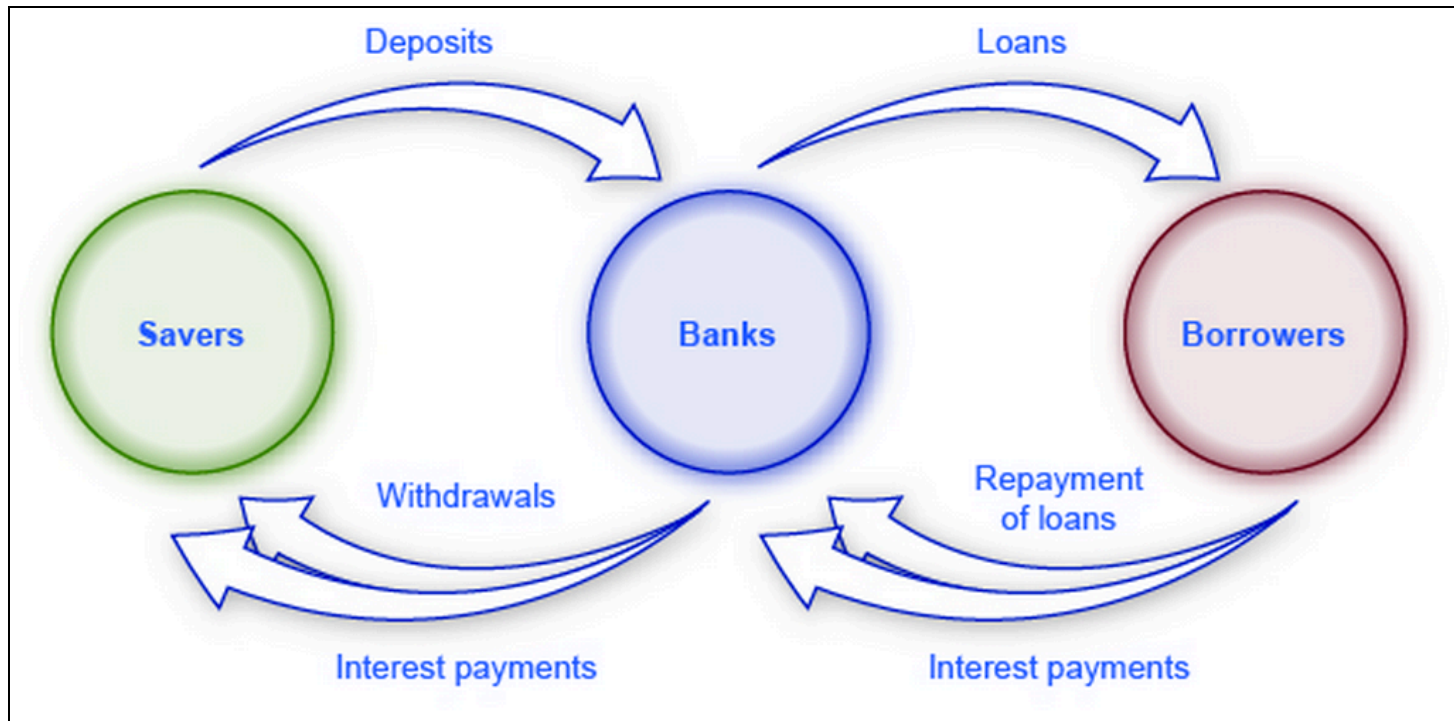 Deposits
Loans
Savers
Banks
Borrowers
Withdrawals
Repayment
of loans
Interest payments
Interest payments